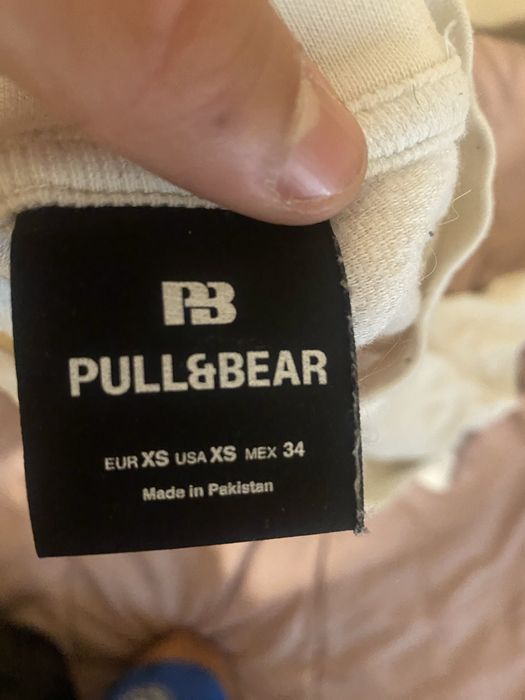 PB
PULL&BEAR
EUR XS USA XS MEX 34
Made in Pakistan